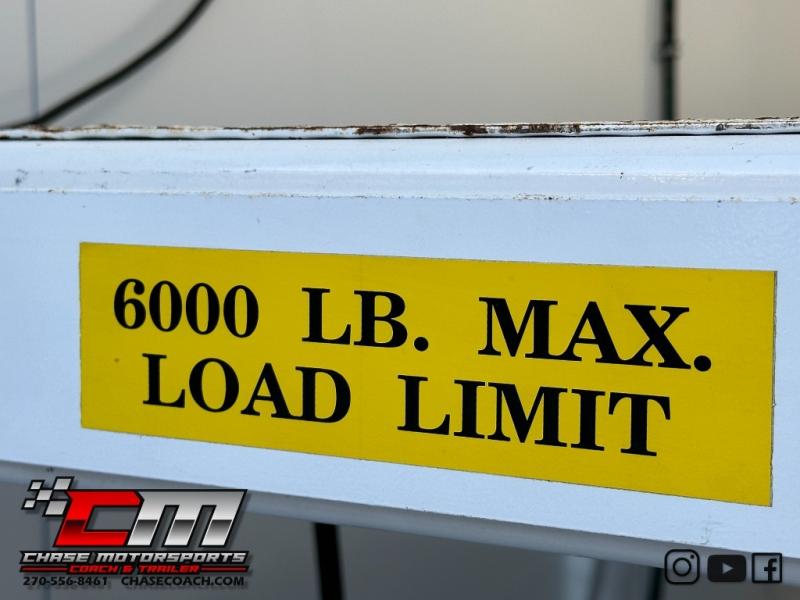 6000 LB. MAX.
LOAD LIMIT
CM
CHASE MOTORSPORTS
COACH & TRAILER
270-556-8461 CHASECOACH.COM